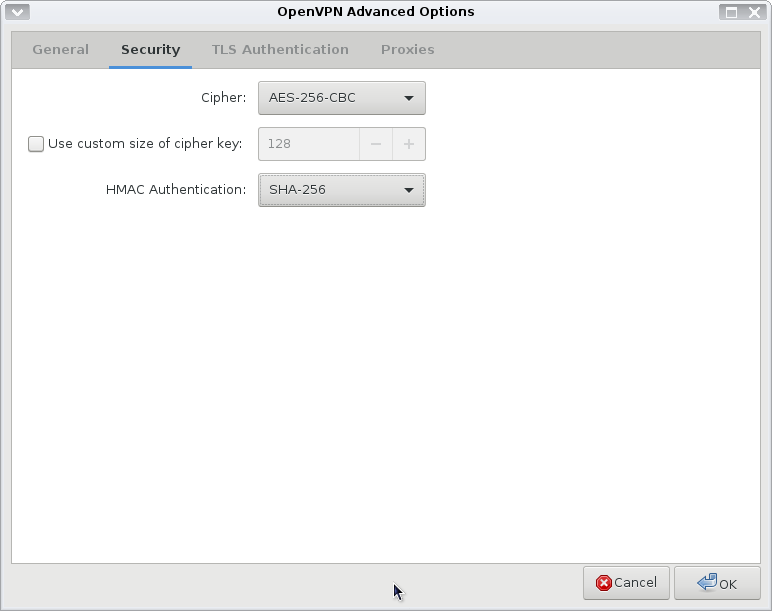 OpenVPN Advanced Options
General Security TLS Authentication Proxies
Cipher: AES-256-CBC
Use custom size of cipher key: 128
HMAC Authentication: SHA-256
Cancel OK